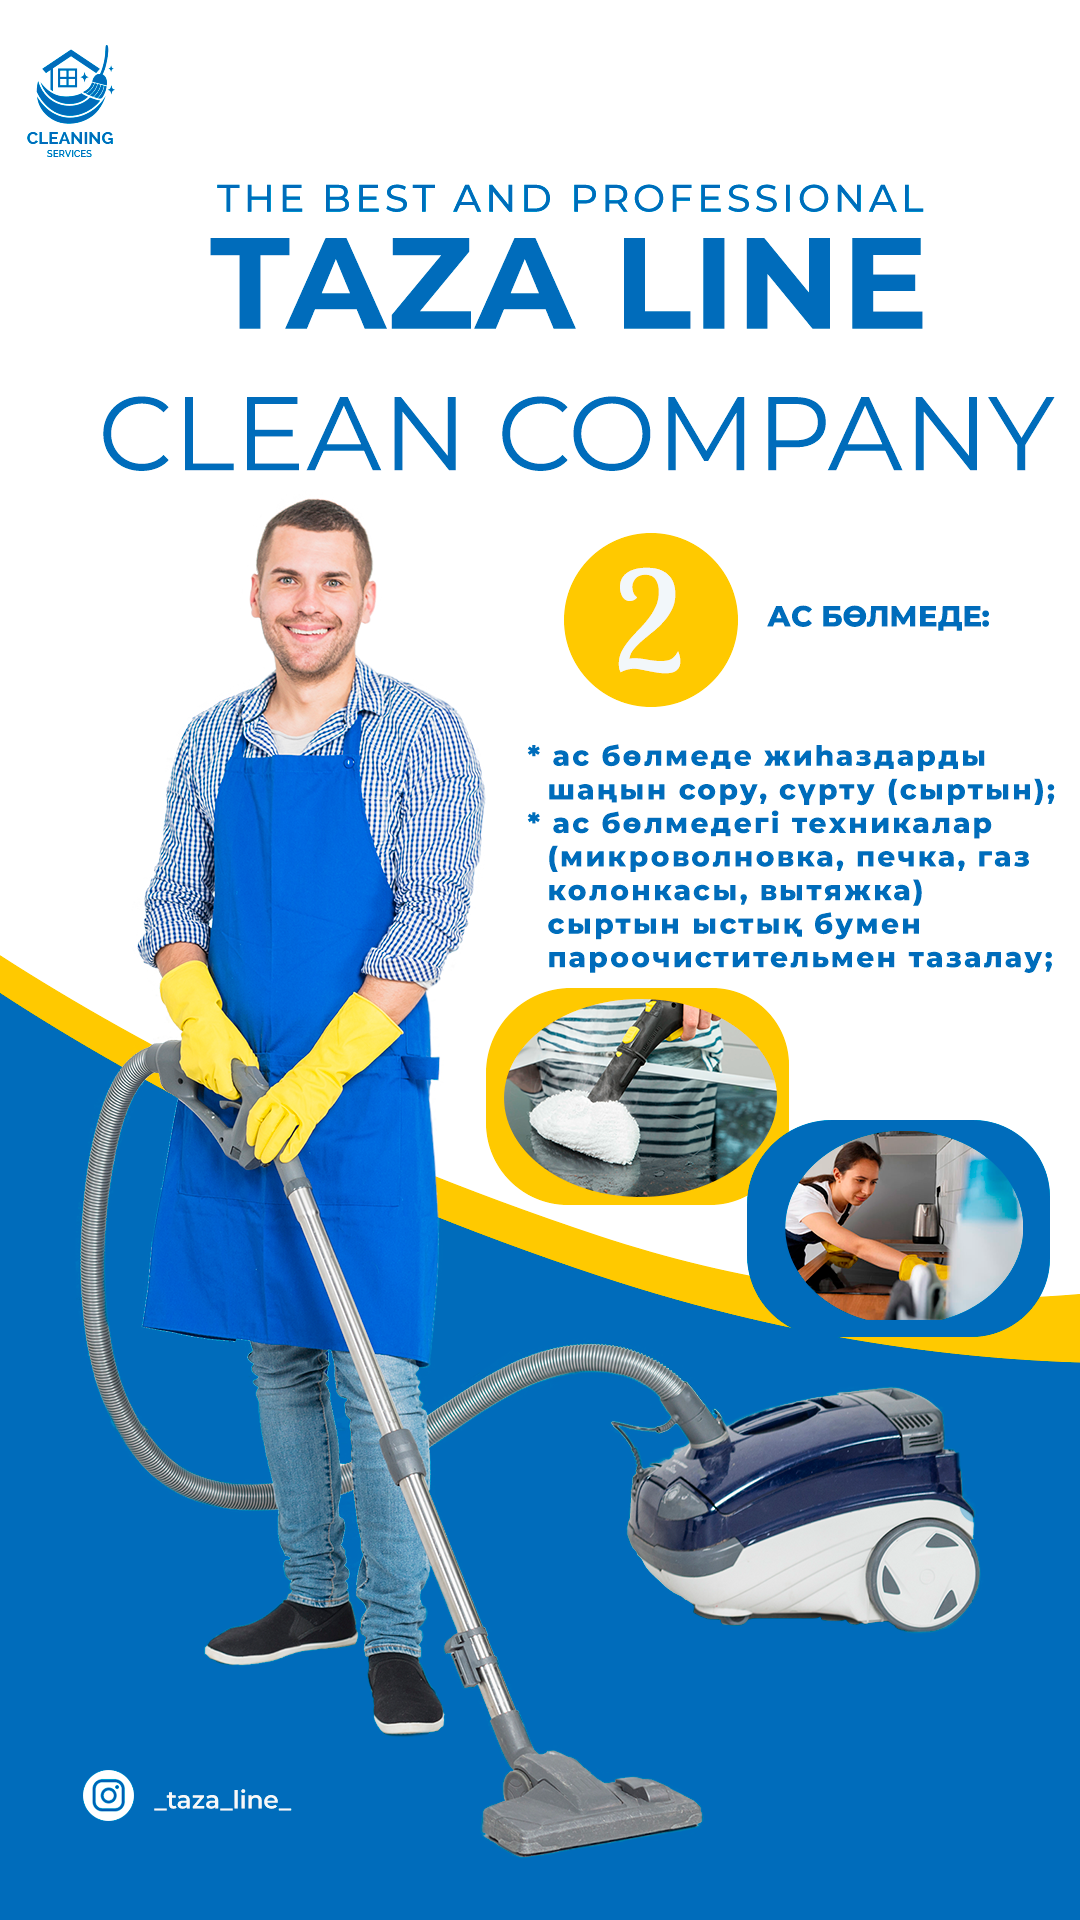 CLEANING
SERVICES
THE BEST AND PROFESSIONAL
TAZA LINE
CLEAN COMPANY
2
АС БӨЛМЕДЕ:
* ас бөлмеде жиһаздарды
шаңын сору, сүрту (сыртын);
* ас бөлмедегі техникалар
(микроволновка, печка, газ
колонкасы, вытяжка)
сыртын ыстық бумен
пароочистительмен тазалау;
_taza_line_